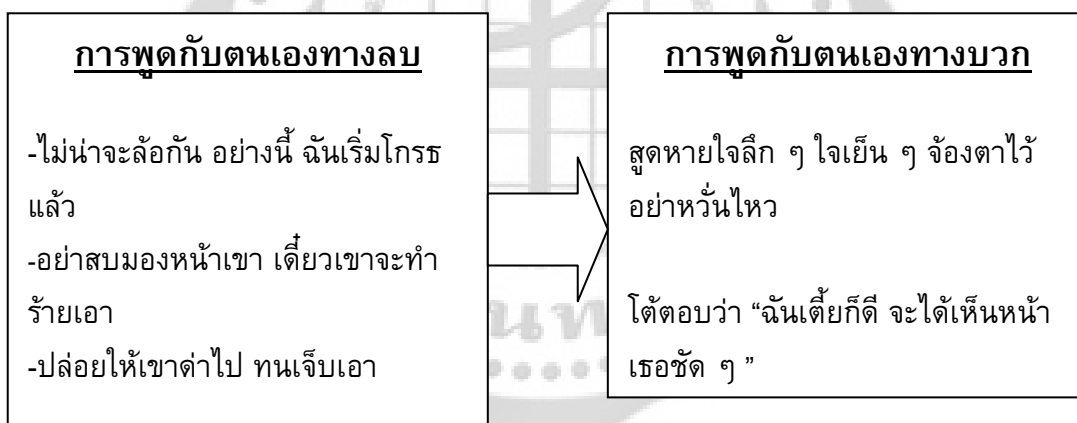 การพูดกับตนเองทางลบ
-ไม่น่าจะล้อกัน อย่างนี้ ฉันเริ่มโกรธ
แล้ว
-อย่าสบมองหน้าเขา เดี๋ยวเขาจะทำ
ร้ายเอา
-ปล่อยให้เขาด่าไป ทนเจ็บเอา
การพูดกับตนเองทางบวก
สูดหายใจลึก ๆ ใจเย็น ๆ จ้องตาไว้
อย่าหวั่นไหว
โต้ตอบว่า “ฉันเตี้ยก็ดี จะได้เห็นหน้า
เธอชัด ๆ ”